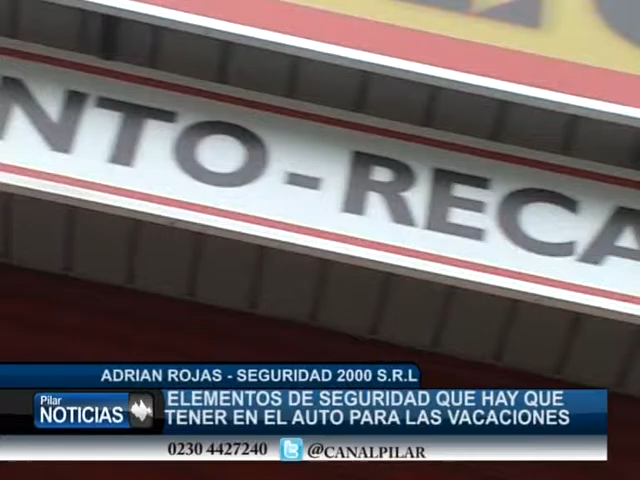 NTO-RECA
ADRIAN ROJAS - SEGURIDAD 2000 S.R.L
Pilar
NOTICIAS
ELEMENTOS DE SEGURIDAD QUE HAY QUE
TENER EN EL AUTO PARA LAS VACACIONES
0230 4427240 @CANALPILAR